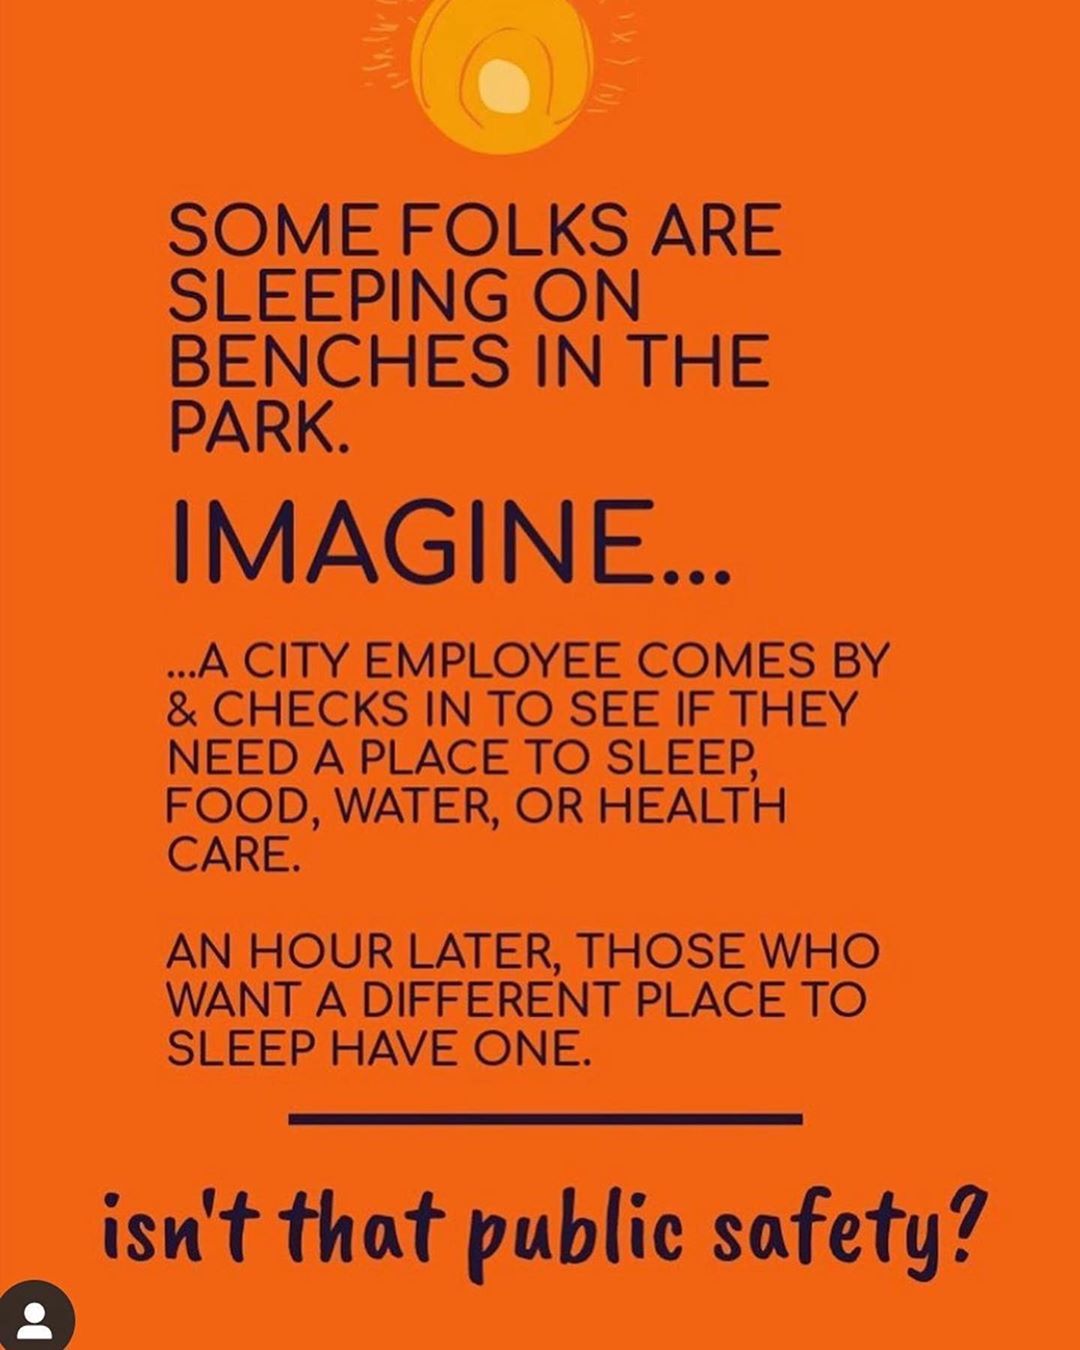 SOME FOLKS ARE
SLEEPING ON
BENCHES IN THE
PARK.
IMAGINE...
...A CITY EMPLOYEE COMES BY
& CHECKS IN TO SEE IF THEY
NEED A PLACE TO SLEEP,
FOOD, WATER, OR HEALTH
CARE.
AN HOUR LATER, THOSE WHO
WANT A DIFFERENT PLACE TO
SLEEP HAVE ONE.
isn't that public safety?